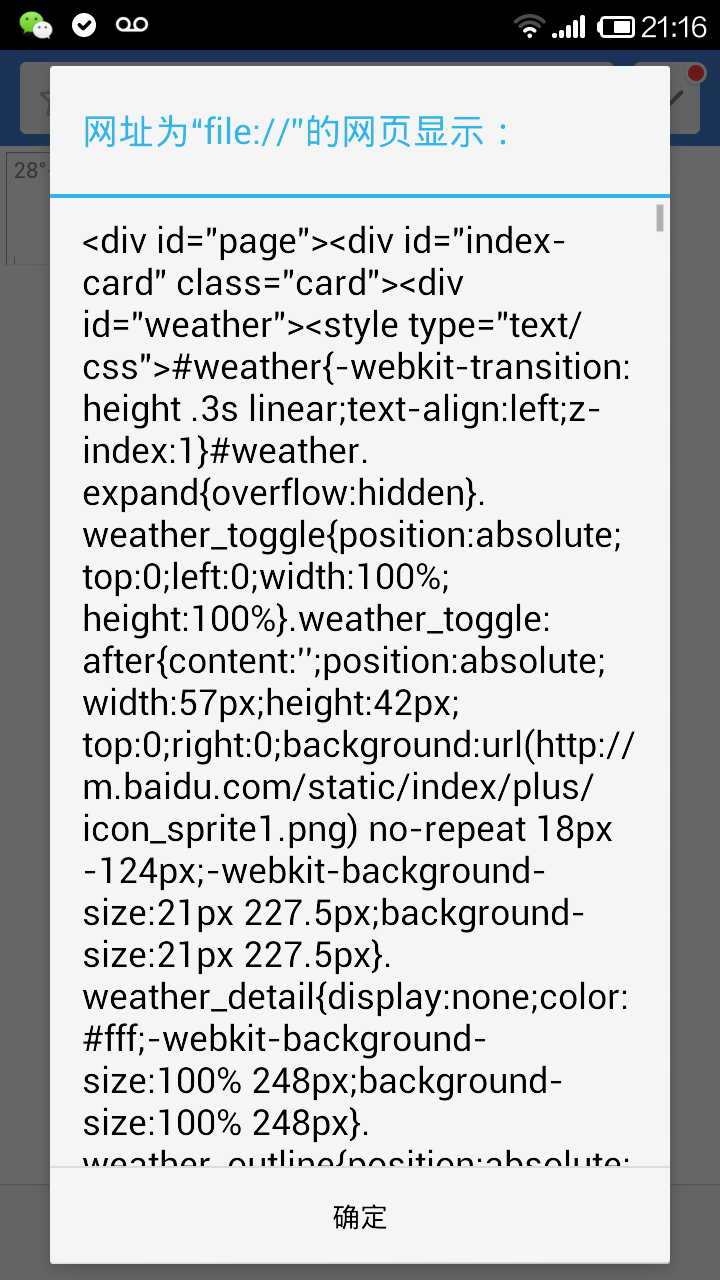 21:16
28°
网址为“file://”的网页显示：
<div id="page"><div id="index-
card" class="card"><div
id="weather"><style type="text/
css">#weather{-webkit-transition:
height .3s linear;text-align:left;z-
index:1}#weather.
expand{overflow:hidden}.
weather_toggle{position:absolute;
top:0;left:0;width:100%;
height:100%}.weather_toggle:
after{content:'';position:absolute;
width:57px;height:42px;
top:0;right:0;background:url(http://
m.baidu.com/static/index/plus/
icon_sprite1.png) no-repeat 18px
-124px;-webkit-background-
size:21px 227.5px;background-
size:21px 227.5px}.
weather_detail{display:none;color:
#fff;-webkit-background-
size:100% 248px;background-
size:100% 248px}.
weather_outline{position:absolute;
确定